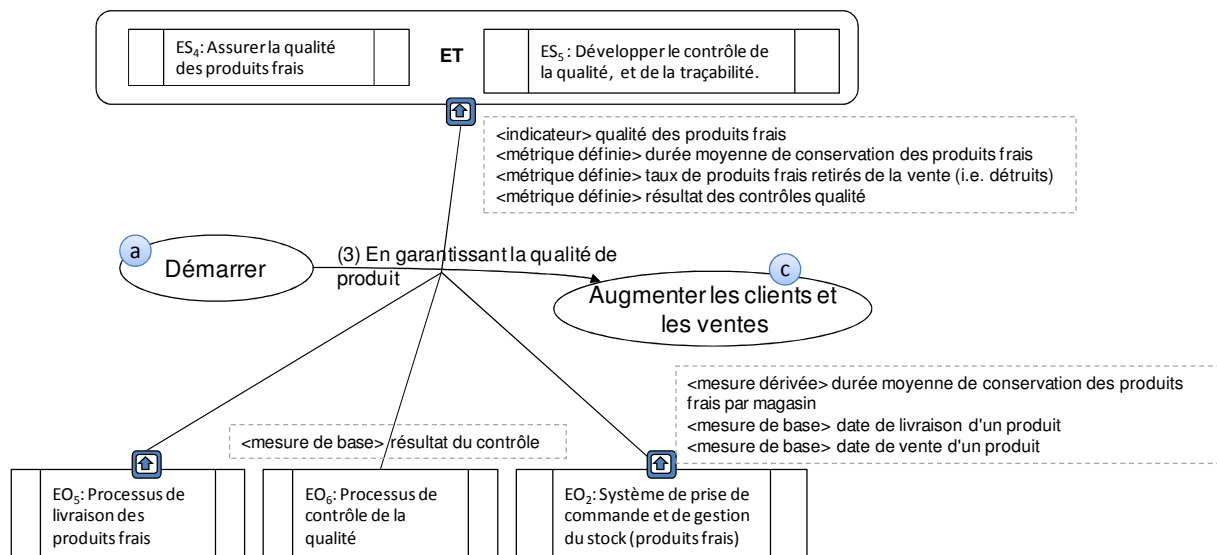 ES4: Assurer la qualité
des produits frais
ET
ES5 : Développer le contrôle de
la qualité, et de la traçabilité.
<indicateur> qualité des produits frais
<métrique définie> durée moyenne de conservation des produits frais
<métrique définie> taux de produits frais retirés de la vente (i.e. détruits)
<métrique définie> résultat des contrôles qualité
a
Démarrer
(3) En garantissant la qualité de
produit
c
Augmenter les clients et
les ventes
<mesure dérivée> durée moyenne de conservation des produits
frais par magasin
<mesure de base> date de livraison d'un produit
<mesure de base> date de vente d'un produit
<mesure de base> résultat du contrôle
EO5: Processus de
livraison des
produits frais
EO6: Processus de
contrôle de la
qualité
EO2: Système de prise de
commande et de gestion
du stock (produits frais)